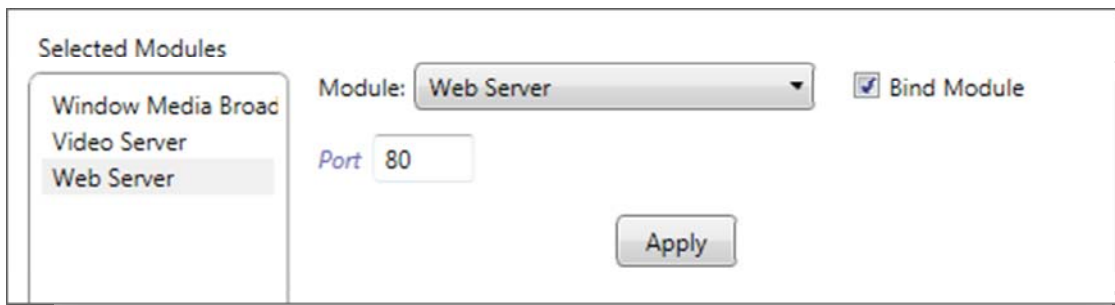 Selected Modules
Window Media Broad
Video Server
Web Server
Module: Web Server
Bind Module
Port 80
Apply